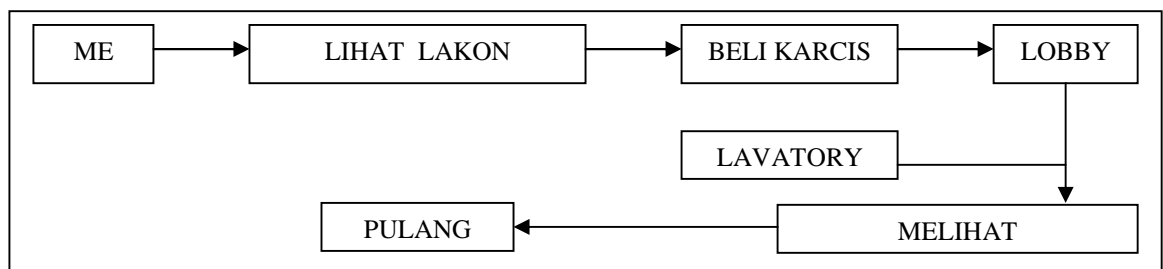 ME
LIHAT LAKON
BELI KARCIS
LOBBY
LAVATORY
PULANG
MELIHAT